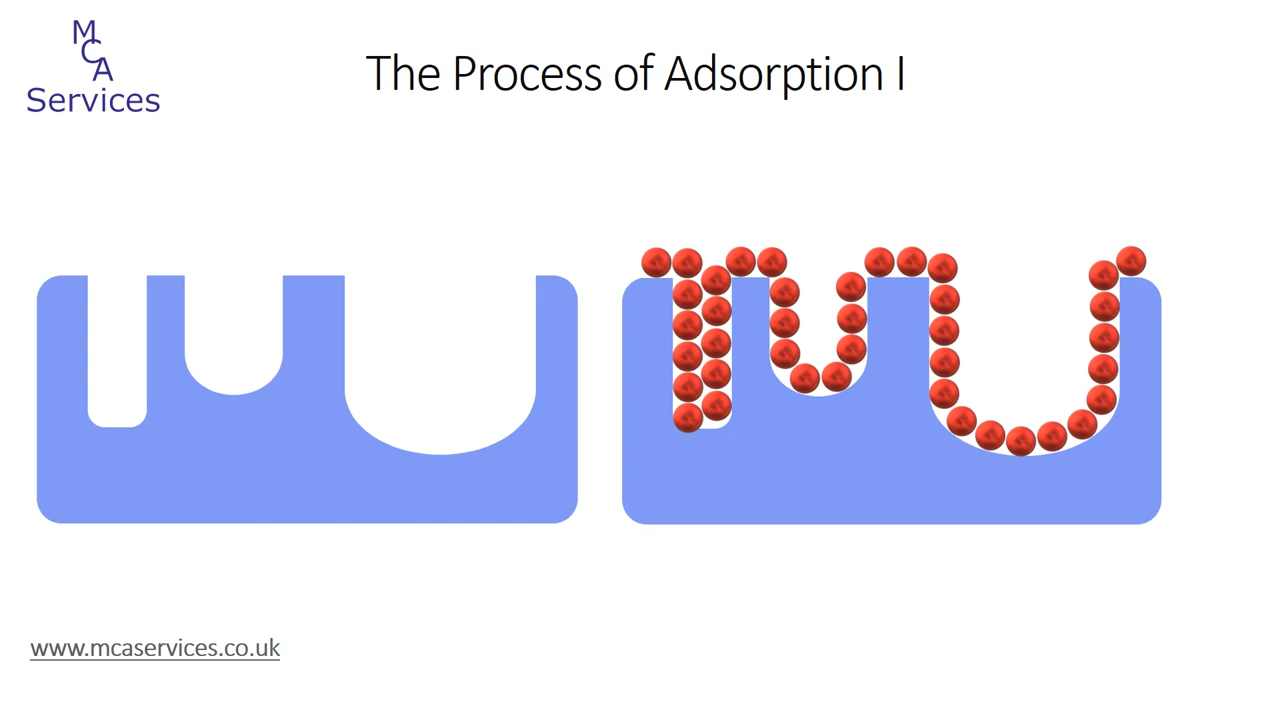 M
C
A
Services
The Process of Adsorption I
www.mcaservices.co.uk